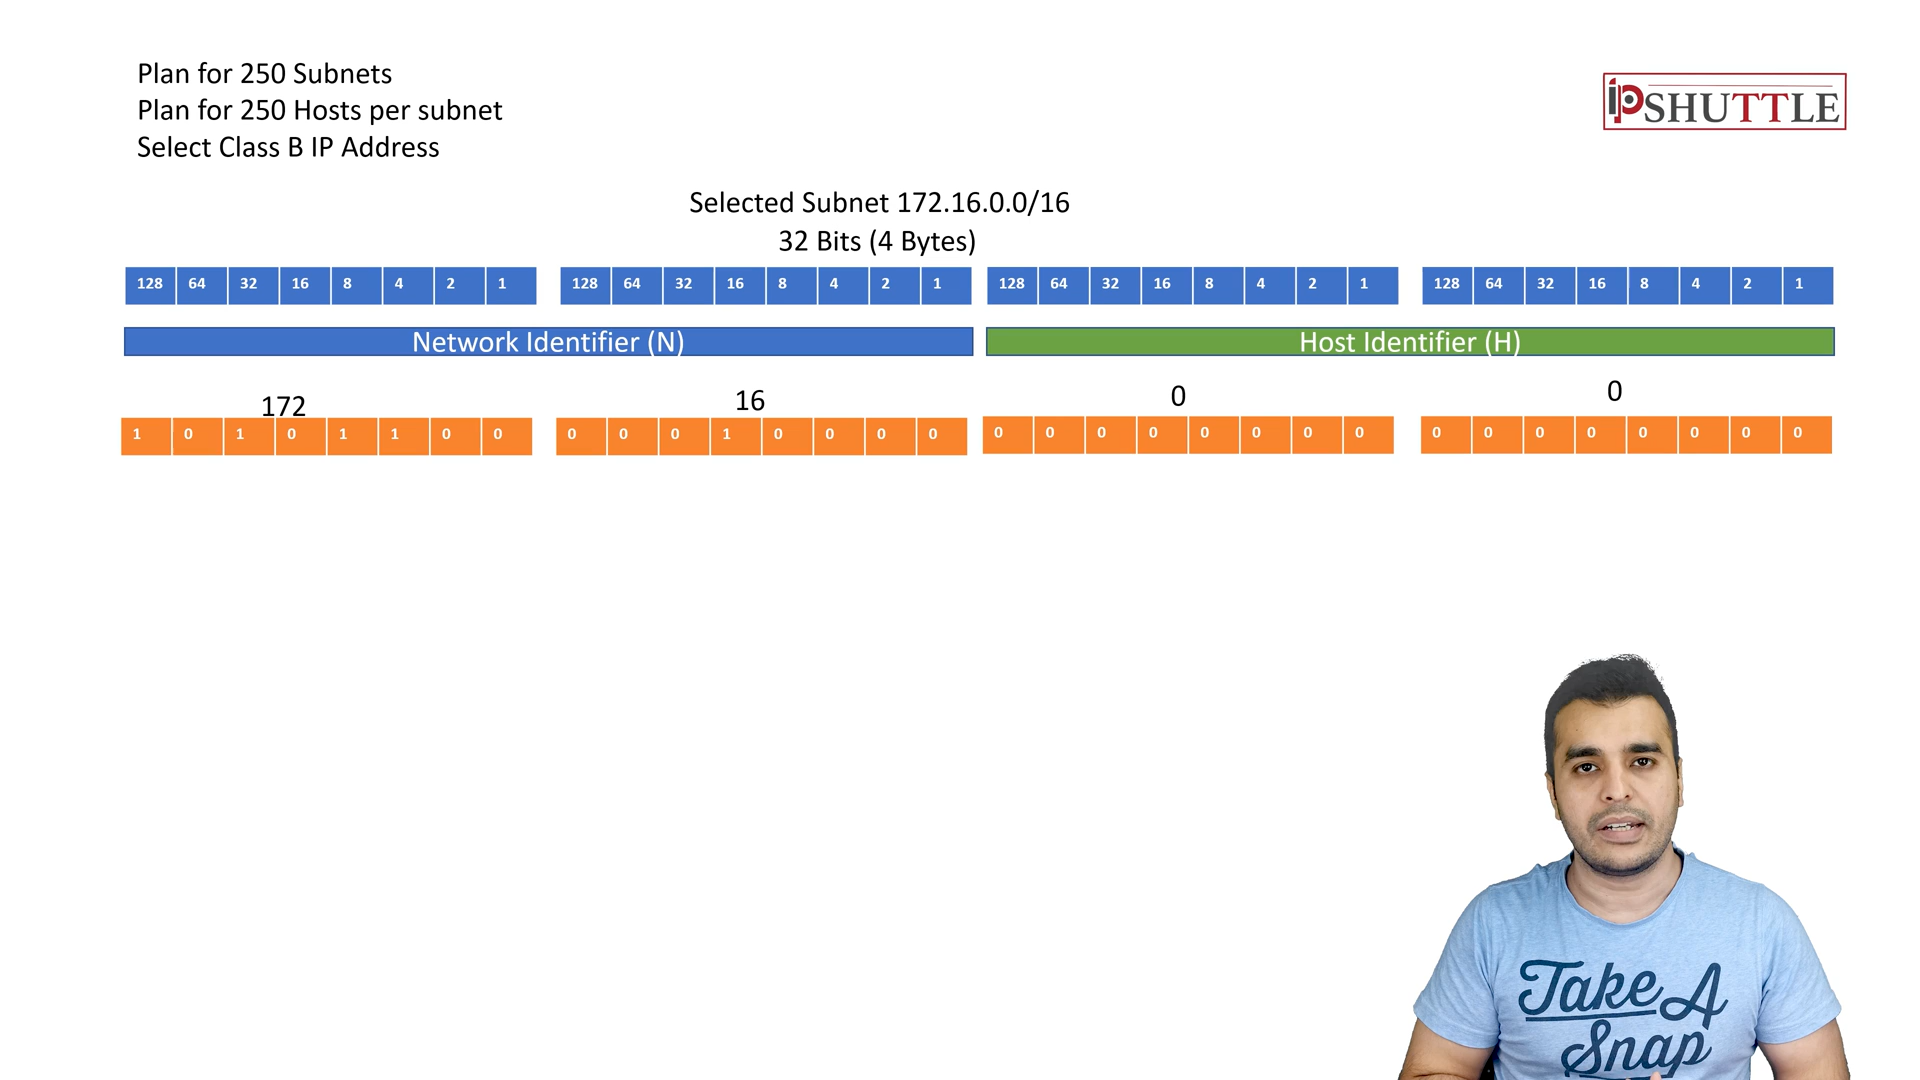 Plan for 250 Subnets
Plan for 250 Hosts per subnet
Select Class B IP Address
ipSHUTTLE
Selected Subnet 172.16.0.0/16
32 Bits (4 Bytes)
128 64 32 16 8 4 2 1 128 64 32 16 8 4 2 1 128 64 32 16 8 4 2 1 128 64 32 16 8 4 2 1
Network Identifier (N) Host Identifier (H)
172 16 0 0
1 0 1 0 1 1 0 0 0 0 0 1 0 0 0 0 0 0 0 0 0 0 0 0 0 0 0 0 0 0 0 0
Take A
Snap